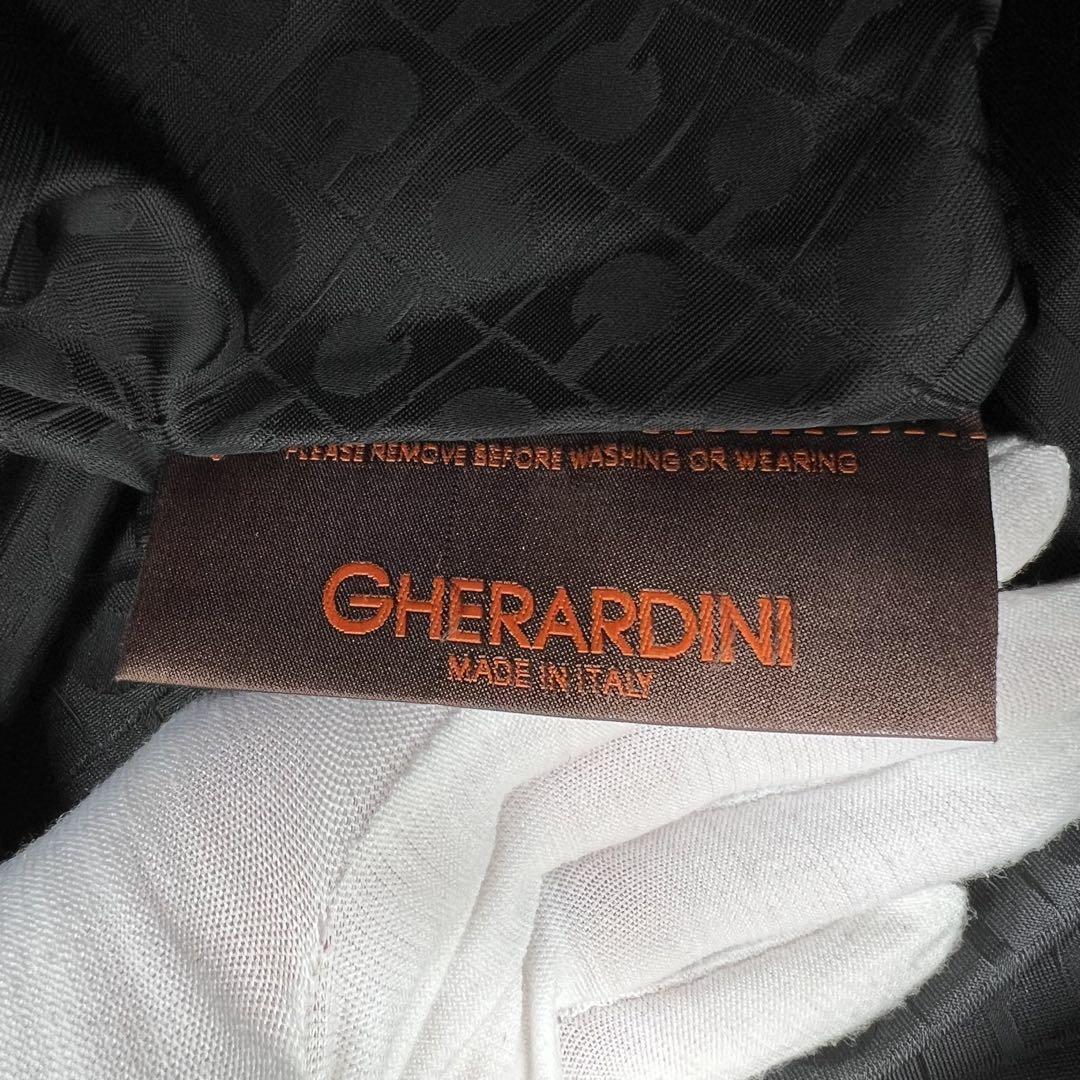 PLEASE REMOVE BEFORE WASHING OR WEARING
GHERARDINI
MADE IN ITALY